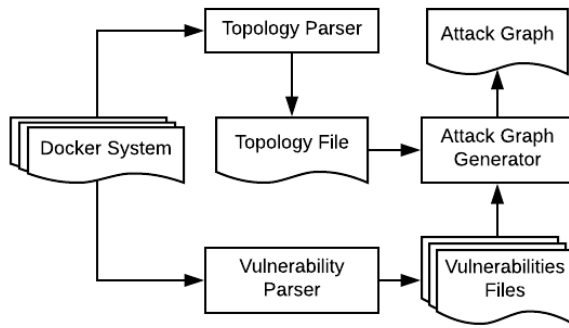 Topology Parser
Attack Graph
Docker System
Topology File
Attack Graph
Generator
Vulnerability
Parser
Vulnerabilities
Files